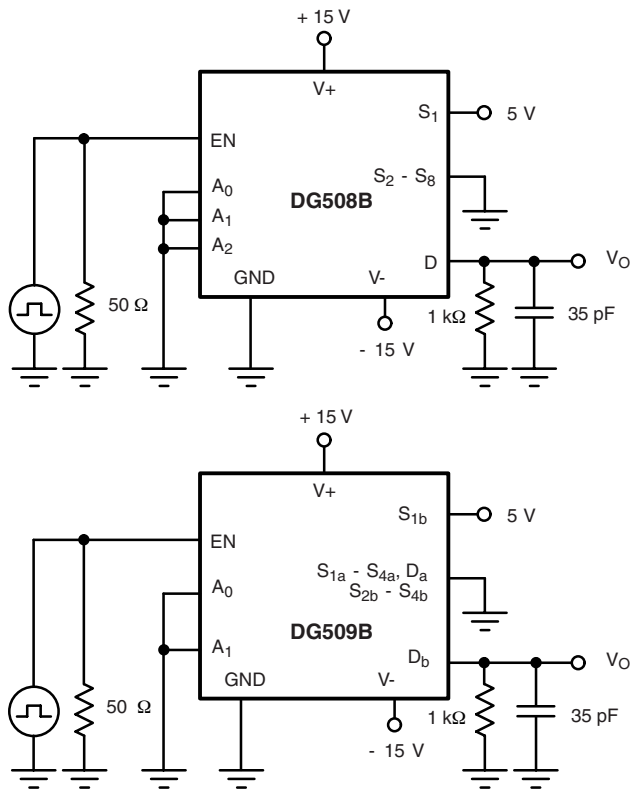 + 15 V
V+
S1 5 V
EN
S2 - S8
A0
DG508B
A1
A2
D VO
GND V-
50 Ω 1 kΩ 35 pF
- 15 V
+ 15 V
V+
S1b 5 V
EN
S1a - S4a, Da
A0
S2b - S4b
DG509B
A1
Db VO
GND V-
50 Ω 1 kΩ 35 pF
- 15 V